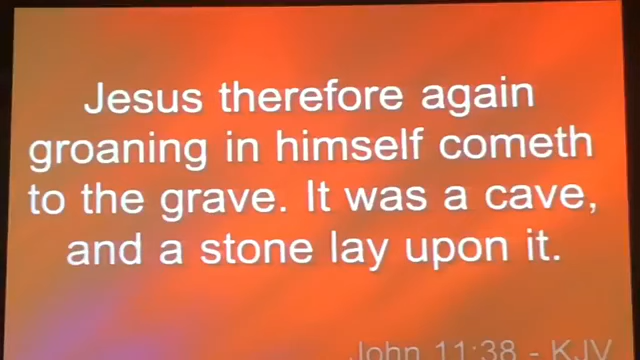 Jesus therefore again
groaning in himself cometh
to the grave. It was a cave,
and a stone lay upon it.
John 11:38 - KJV